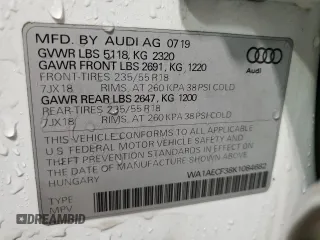 MFD. BY AUDI AG 07/19
GVWR LBS 5118, KG 2320
GAWR FRONT LBS 2691, KG 1220
FRONT-TIRES 235/55 R18
7JX18 RIMS, AT 260 KPA 38 PSI COLD
GAWR REAR LBS 2647, KG 1200
REAR-TIRES 235/55 R18
7JX18 RIMS, AT 260 KPA 38 PSI COLD
Audi
THIS VEHICLE CONFORMS TO ALL APPLICABLE
U.S. FEDERAL MOTOR VEHICLE SAFETY AND
THEFT PREVENTION STANDARDS IN EFFECT ON
THE DATE OF MANUFACTURE SHOWN ABOVE.
HUNGARY
TYPE
MPV
DREAMBID